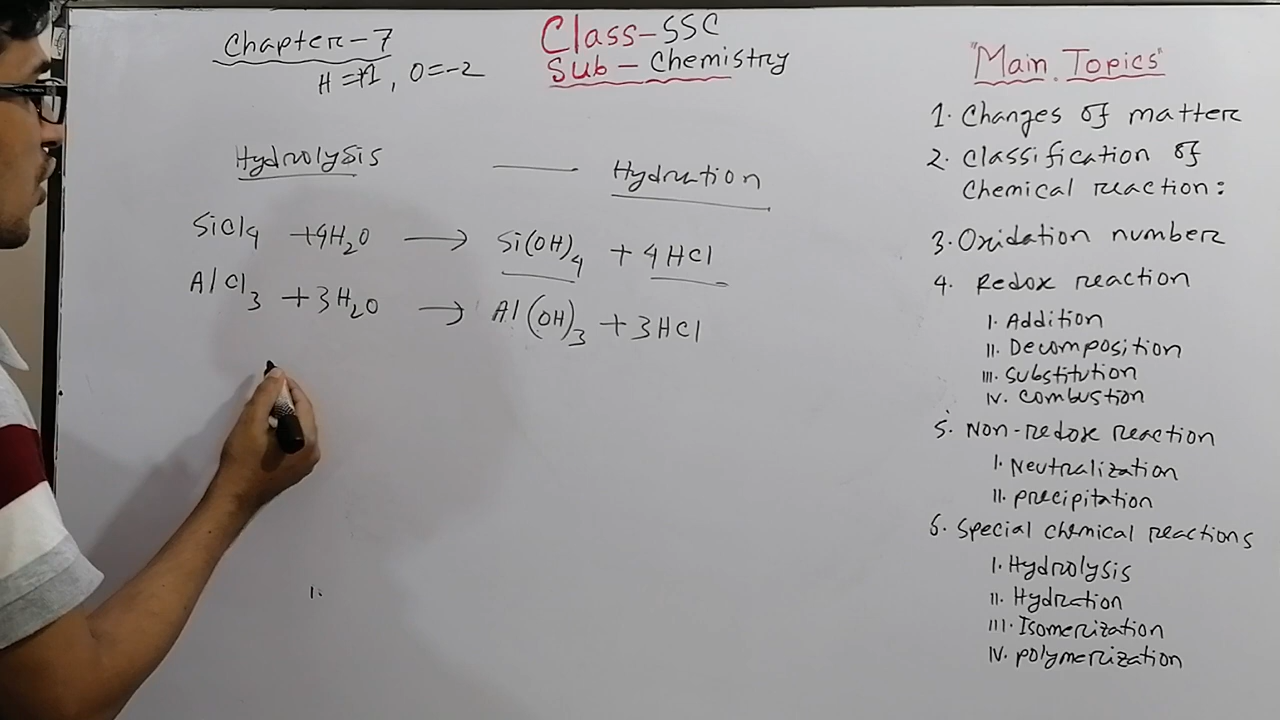 Chapter-7
H=+1, O=-2
Class-SSC
Sub-Chemistry
Hydrolysis — Hydration
SiCl4 +4H2O → Si(OH)4 + 4HCl
AlCl3 +3H2O → Al(OH)3 +3HCl
1.
"Main Topics"
1. Changes of matter
2. Classification of
Chemical reaction:
3. Oxidation number
4. Redox reaction
I. Addition
II. Decomposition
III. Substitution
IV. Combustion
5. Non-redox reaction
I. Neutralization
II. precipitation
6. Special chemical reactions
I. Hydrolysis
II. Hydration
III. Isomerization
IV. polymerization